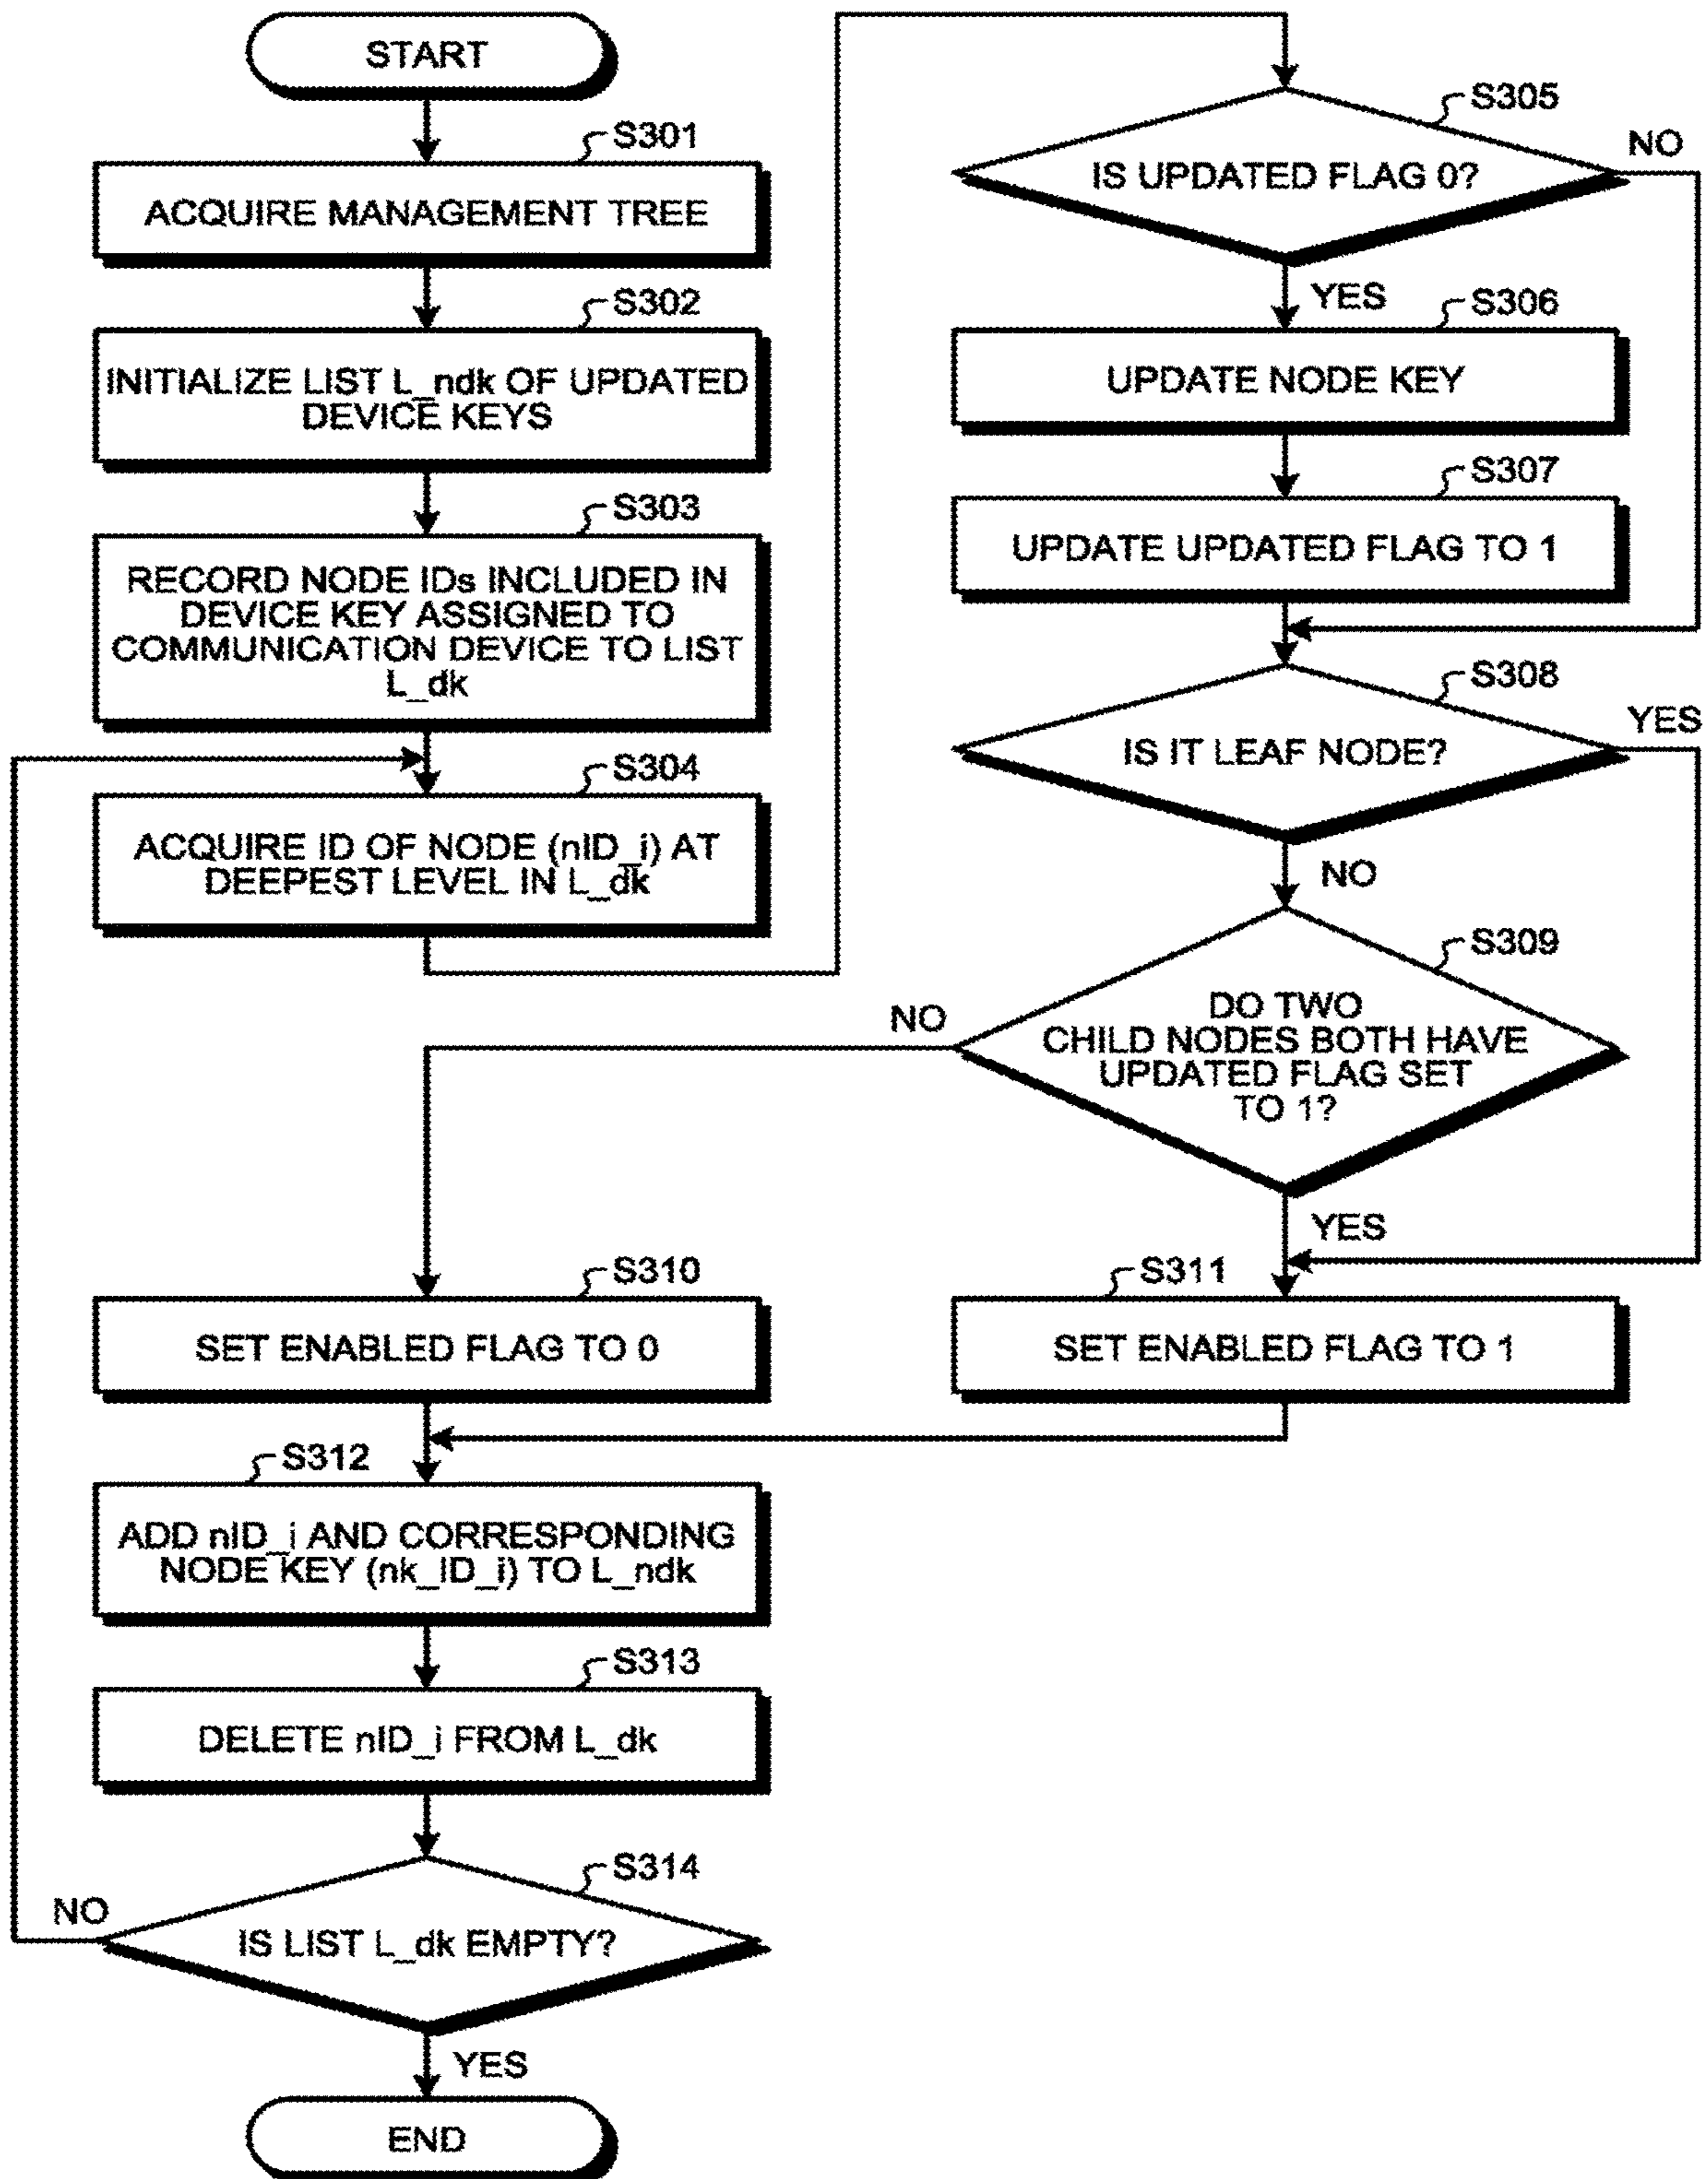 START
S301
ACQUIRE MANAGEMENT TREE
S302
INITIALIZE LIST L_ndk OF UPDATED
DEVICE KEYS
S303
RECORD NODE IDs INCLUDED IN
DEVICE KEY ASSIGNED TO
COMMUNICATION DEVICE TO LIST
L_dk
S304
ACQUIRE ID OF NODE (nID_i) AT
DEEPEST LEVEL IN L_dk
S305
NO
IS UPDATED FLAG 0?
YES
S306
UPDATE NODE KEY
S307
UPDATE UPDATED FLAG TO 1
S308
YES
IS IT LEAF NODE?
NO
S309
NO
DO TWO
CHILD NODES BOTH HAVE
UPDATED FLAG SET
TO 1?
YES
S310
SET ENABLED FLAG TO 0
S311
SET ENABLED FLAG TO 1
S312
ADD nID_i AND CORRESPONDING
NODE KEY (nk_ID_i) TO L_ndk
S313
DELETE nID_i FROM L_dk
S314
NO
IS LIST L_dk EMPTY?
YES
END